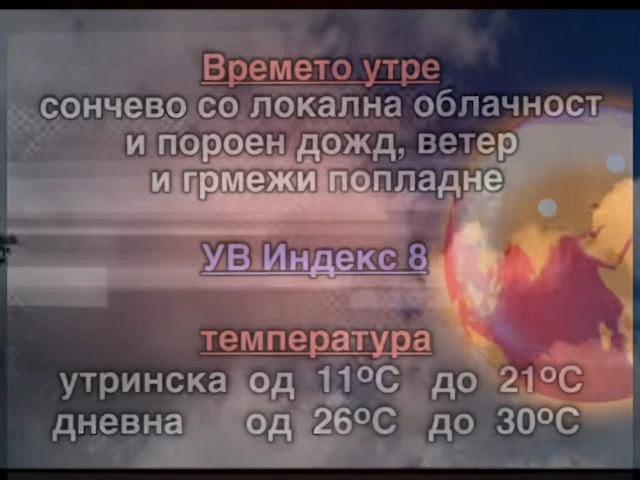 Времето утре
сончево со локална облачност
и пороен дожд, ветер
и грмежи попладне
УВ Индекс 8
температура
утринска од 11ºC до 21ºC
дневна од 26ºC до 30ºC